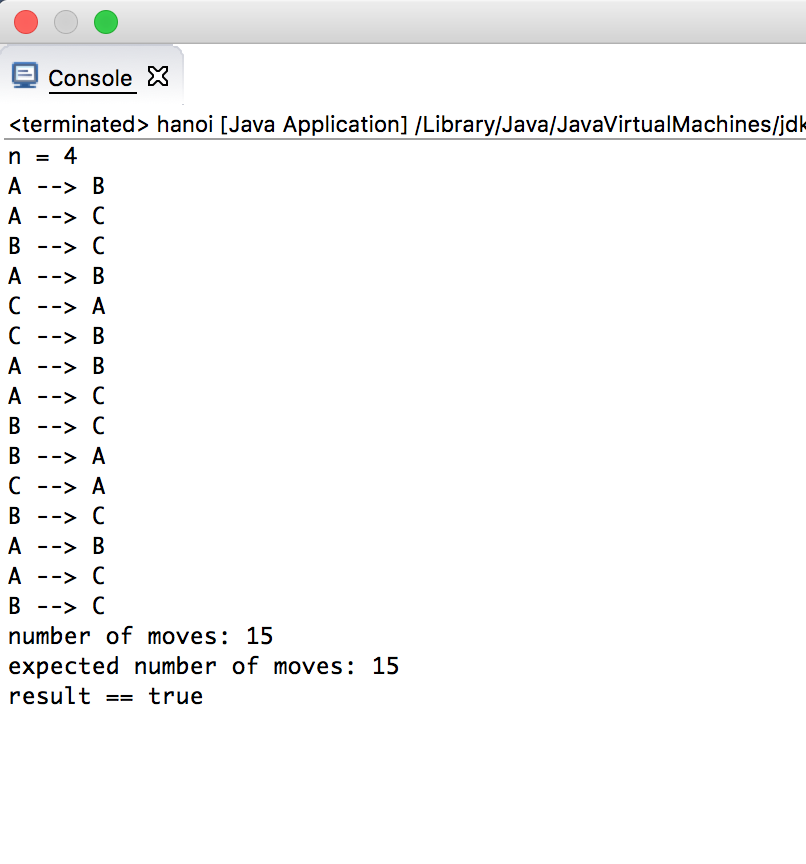 Console
<terminated> hanoi [Java Application] /Library/Java/JavaVirtualMachines/jdk
n = 4
A --> B
A --> C
B --> C
A --> B
C --> A
C --> B
A --> B
A --> C
B --> C
B --> A
C --> A
B --> C
A --> B
A --> C
B --> C
number of moves: 15
expected number of moves: 15
result == true